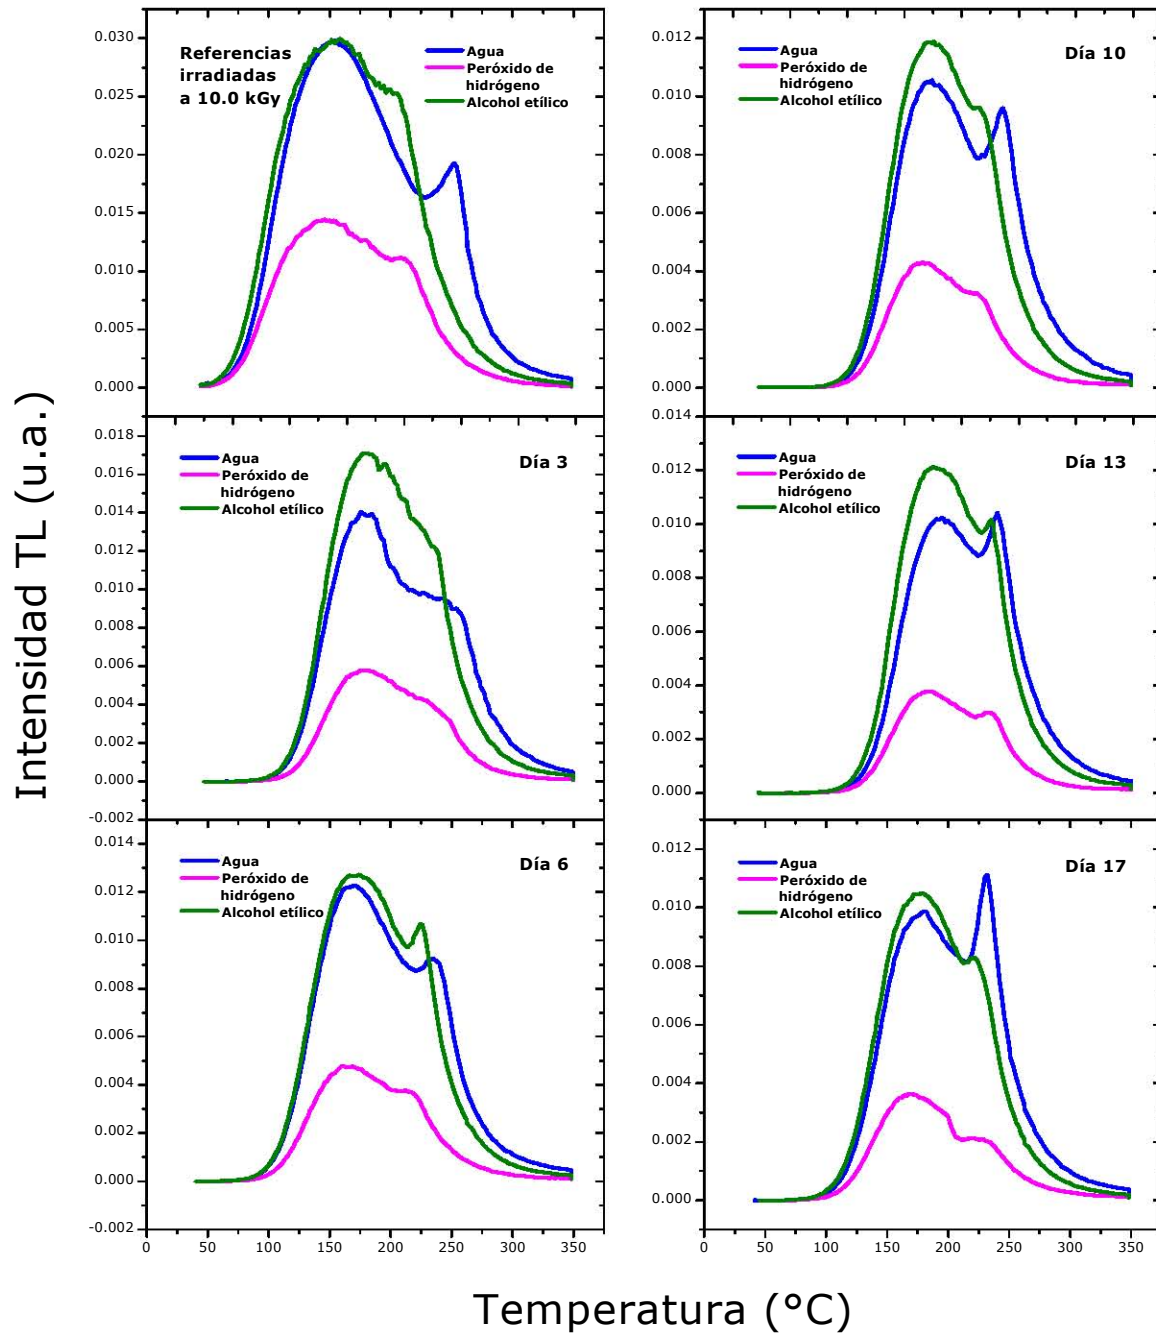 Referencias
irradiadas
a 10.0 kGy
Agua
Peróxido de
hidrógeno
Alcohol etílico
0.030
0.025
0.020
0.015
0.010
0.005
0.000
Día 10
Agua
Peróxido de
hidrógeno
Alcohol etílico
0.012
0.010
0.008
0.006
0.004
0.002
0.000
Intensidad TL (u.a.)
Día 3
Agua
Peróxido de
hidrógeno
Alcohol etílico
0.018
0.016
0.014
0.012
0.010
0.008
0.006
0.004
0.002
0.000
-0.002
Día 13
Agua
Peróxido de
hidrógeno
Alcohol etílico
0.014
0.012
0.010
0.008
0.006
0.004
0.002
0.000
Día 6
Agua
Peróxido de
hidrógeno
Alcohol etílico
0.014
0.012
0.010
0.008
0.006
0.004
0.002
0.000
-0.002
0 50 100 150 200 250 300 350
Día 17
Agua
Peróxido de
hidrógeno
Alcohol etílico
0.012
0.010
0.008
0.006
0.004
0.002
0.000
0 50 100 150 200 250 300 350
Temperatura (°C)